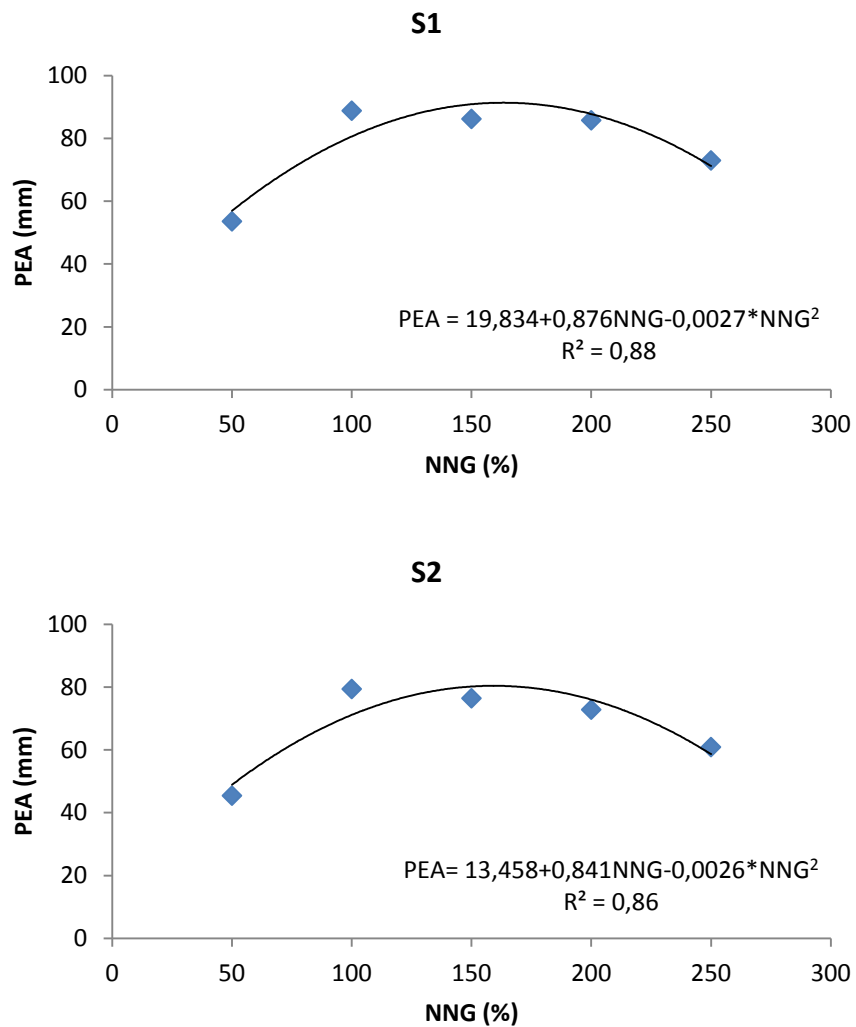 S1
100
80
60
40
20
0
PEA (mm)
PEA = 19,834+0,876NNG-0,0027*NNG²
R² = 0,88
0 50 100 150 200 250 300
NNG (%)
S2
100
80
60
40
20
0
PEA (mm)
PEA= 13,458+0,841NNG-0,0026*NNG²
R² = 0,86
0 50 100 150 200 250 300
NNG (%)